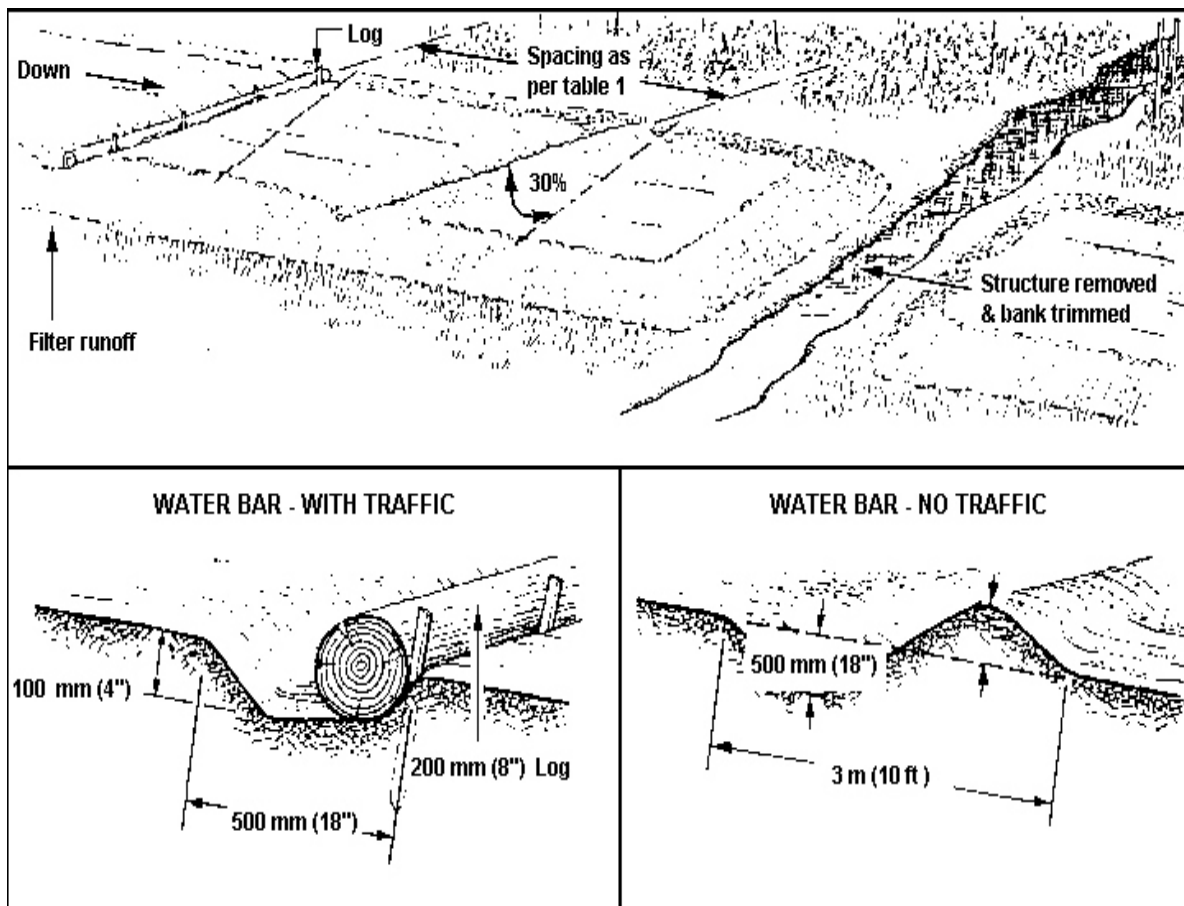 Log
Down
Spacing as
per table 1
30%
Structure removed
& bank trimmed
Filter runoff
WATER BAR - WITH TRAFFIC
100 mm (4")
200 mm (8") Log
500 mm (18")
WATER BAR - NO TRAFFIC
500 mm (18")
3 m (10 ft )